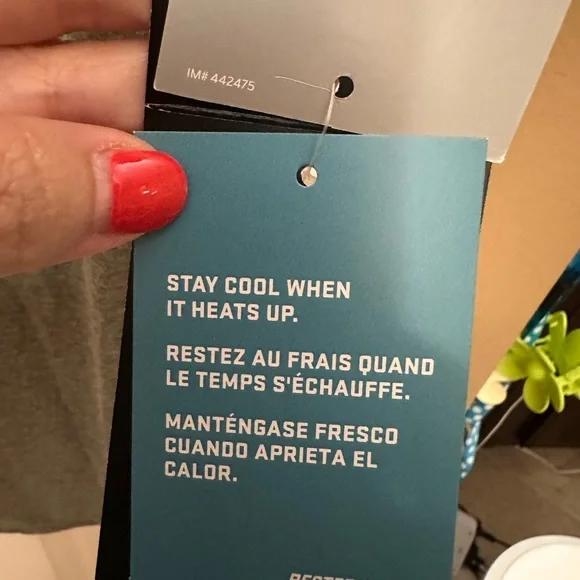 IM# 442475
STAY COOL WHEN
IT HEATS UP.
RESTEZ AU FRAIS QUAND
LE TEMPS S'ÉCHAUFFE.
MANTÉNGASE FRESCO
CUANDO APRIETA EL
CALOR.